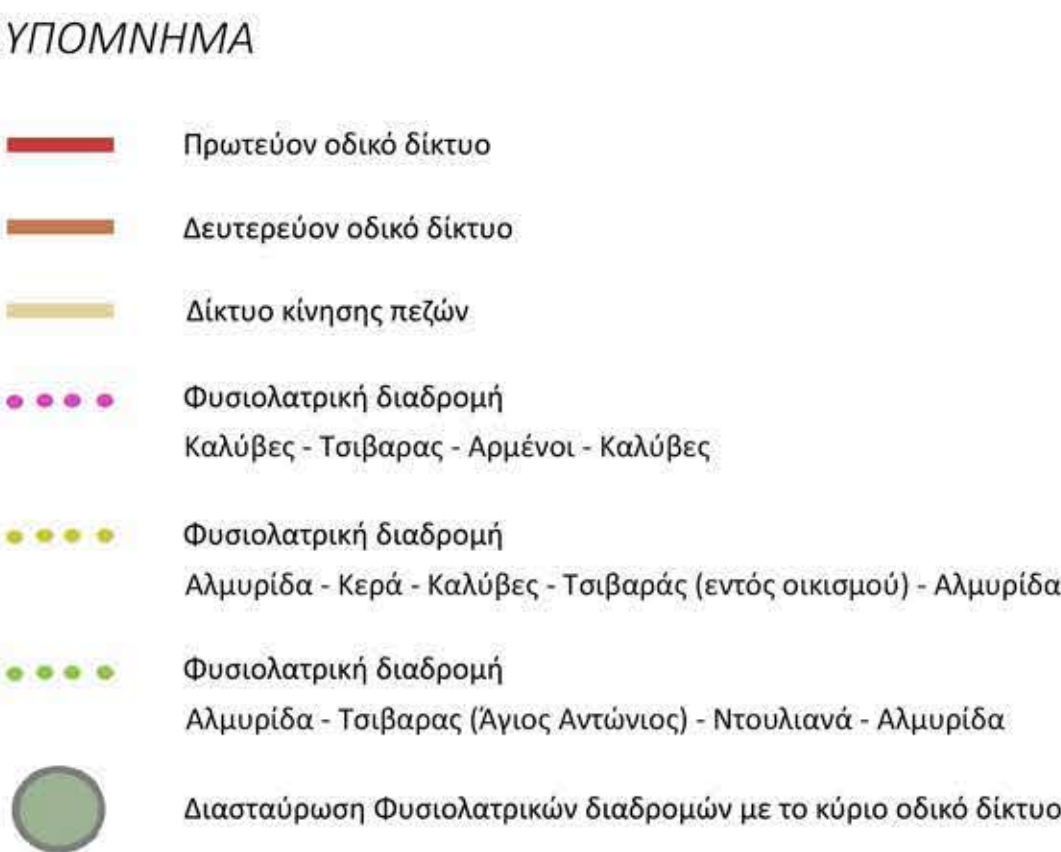 ΥΠΟΜΝΗΜΑ
Πρωτεύον οδικό δίκτυο
Δευτερεύον οδικό δίκτυο
Δίκτυο κίνησης πεζών
Φυσιολατρική διαδρομή
Καλύβες - Τσιβαρας - Αρμένοι - Καλύβες
Φυσιολατρική διαδρομή
Αλμυρίδα - Κερά - Καλύβες - Τσιβαράς (εντός οικισμού) - Αλμυρίδα
Φυσιολατρική διαδρομή
Αλμυρίδα - Τσιβαρας (Άγιος Αντώνιος) - Ντουλιανά - Αλμυρίδα
Διασταύρωση Φυσιολατρικών διαδρομών με το κύριο οδικό δίκτυο